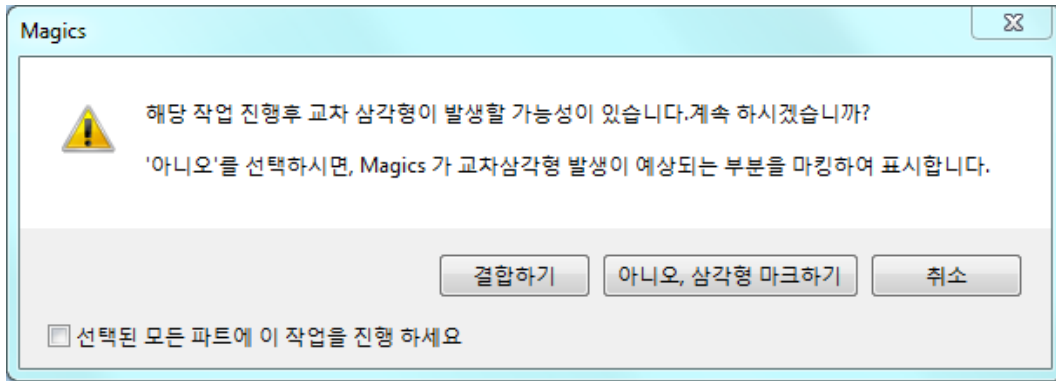 Magics
해당 작업 진행후 교차 삼각형이 발생할 가능성이 있습니다.계속 하시겠습니까?
'아니오'를 선택하시면, Magics 가 교차삼각형 발생이 예상되는 부분을 마킹하여 표시합니다.
결합하기 아니오, 삼각형 마크하기 취소
선택된 모든 파트에 이 작업을 진행 하세요